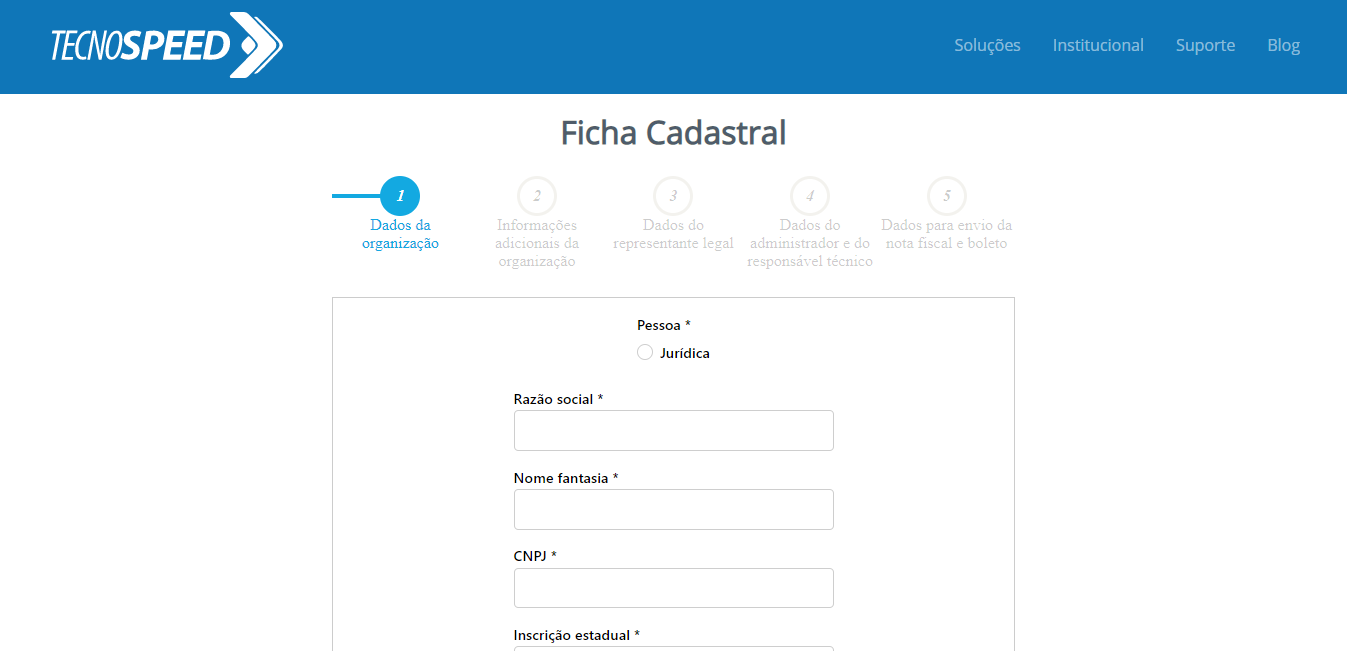 TECNOSPEED
Soluções
Institucional
Suporte
Blog
Ficha Cadastral
1
Dados da
organização
2
Informações
adicionais da
organização
3
Dados do
representante legal
4
Dados do
administrador e do
responsável técnico
5
Dados para envio da
nota fiscal e boleto
Pessoa *
Jurídica
Razão social *
Nome fantasia *
CNPJ *
Inscrição estadual *